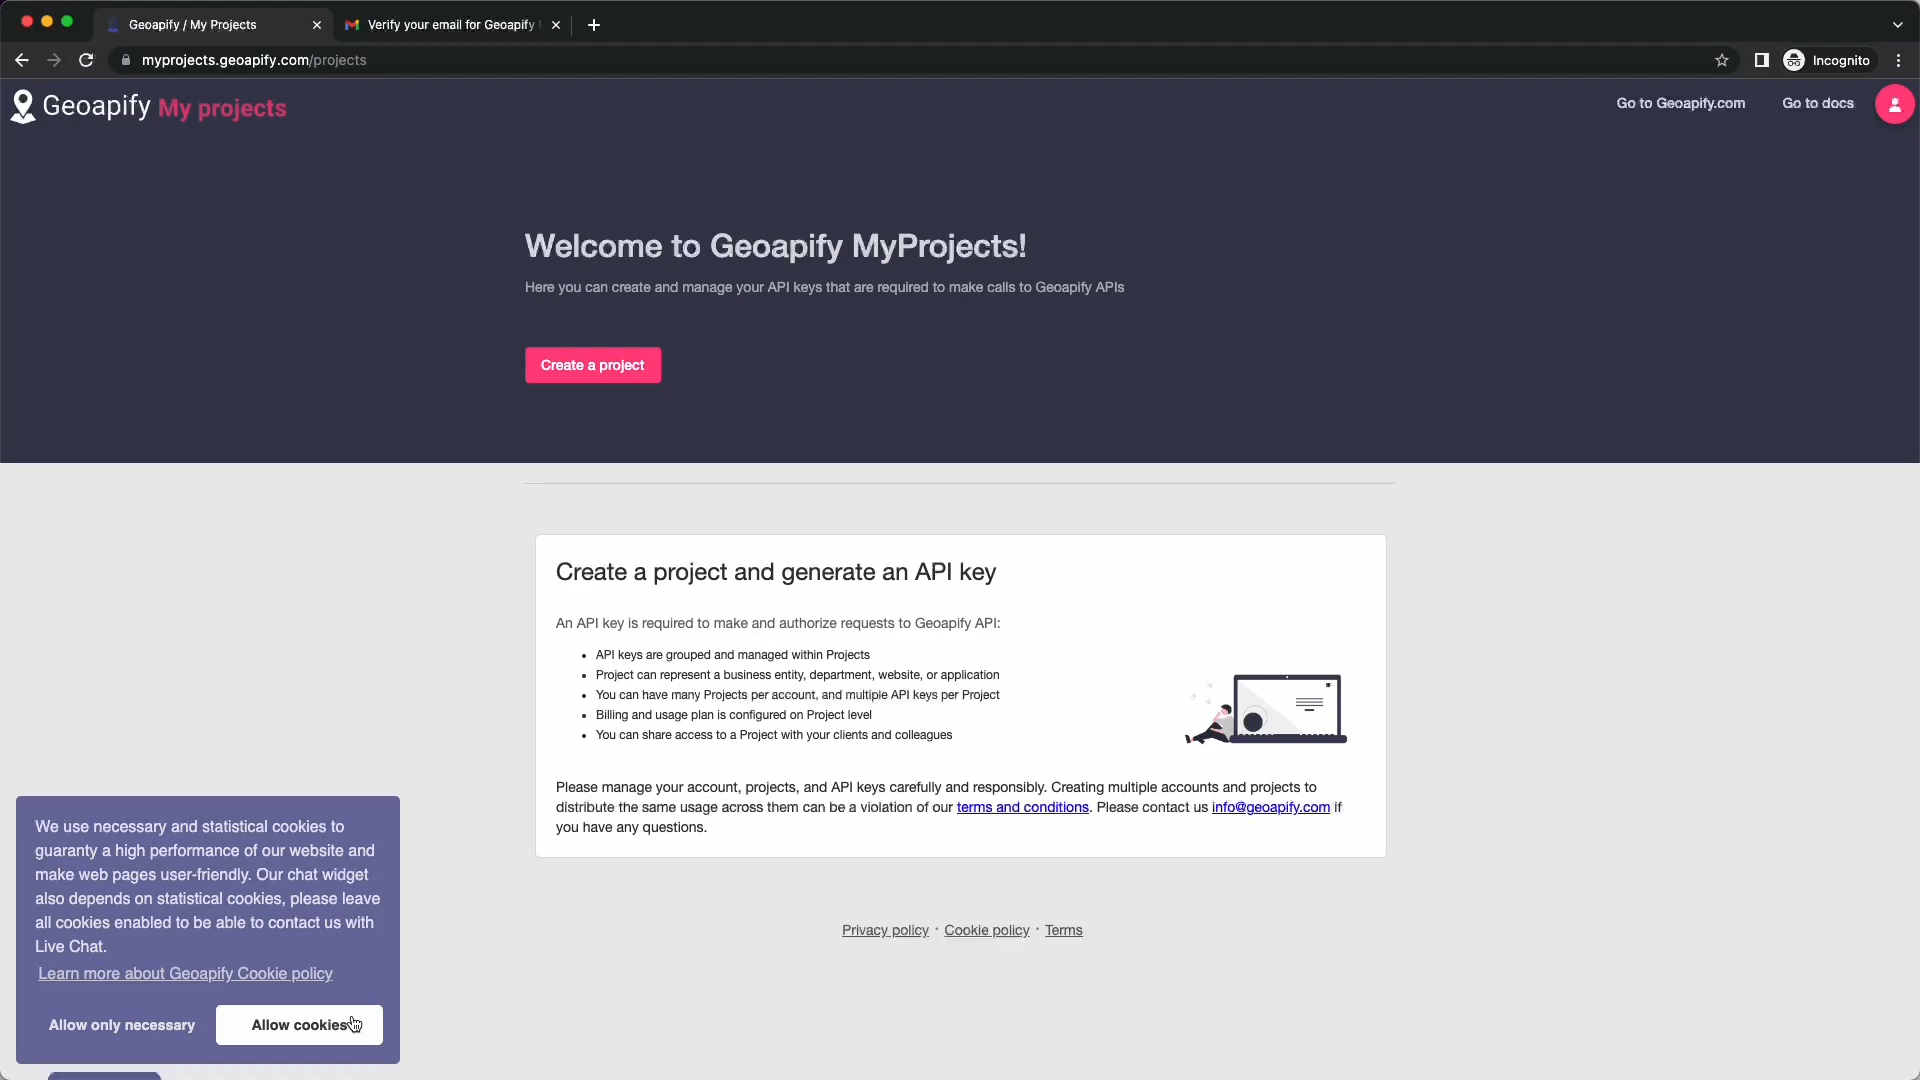 Geoapify / My Projects
Verify your email for Geoapify
myprojects.geoapify.com/projects
Incognito
Geoapify My projects
Go to Geoapify.com
Go to docs
Welcome to Geoapify MyProjects!
Here you can create and manage your API keys that are required to make calls to Geoapify APIs
Create a project
Create a project and generate an API key
An API key is required to make and authorize requests to Geoapify API:
• API keys are grouped and managed within Projects
• Project can represent a business entity, department, website, or application
• You can have many Projects per account, and multiple API keys per Project
• Billing and usage plan is configured on Project level
• You can share access to a Project with your clients and colleagues
Please manage your account, projects, and API keys carefully and responsibly. Creating multiple accounts and projects to
distribute the same usage across them can be a violation of our terms and conditions. Please contact us info@geoapify.com if
you have any questions.
We use necessary and statistical cookies to
guaranty a high performance of our website and
make web pages user-friendly. Our chat widget
also depends on statistical cookies, please leave
all cookies enabled to be able to contact us with
Live Chat.
Learn more about Geoapify Cookie policy
Allow only necessary
Allow cookies
Privacy policy · Cookie policy · Terms